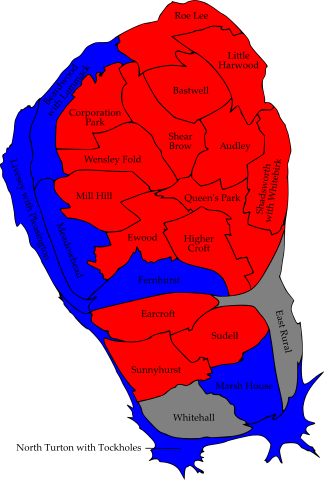 Roe Lee
Little
Harwood
Beardwood
with Lammack
Bastwell
Corporation
Park
Shear
Brow
Audley
Wensley Fold
Shadsworth
with Whitebirk
Livesey with Pleasington
Mill Hill
Queen's Park
Meadowhead
Ewood
Higher
Croft
Fernhurst
Earcroft
East Rural
Sudell
Sunnyhurst
Marsh House
Whitehall
North Turton with Tockholes